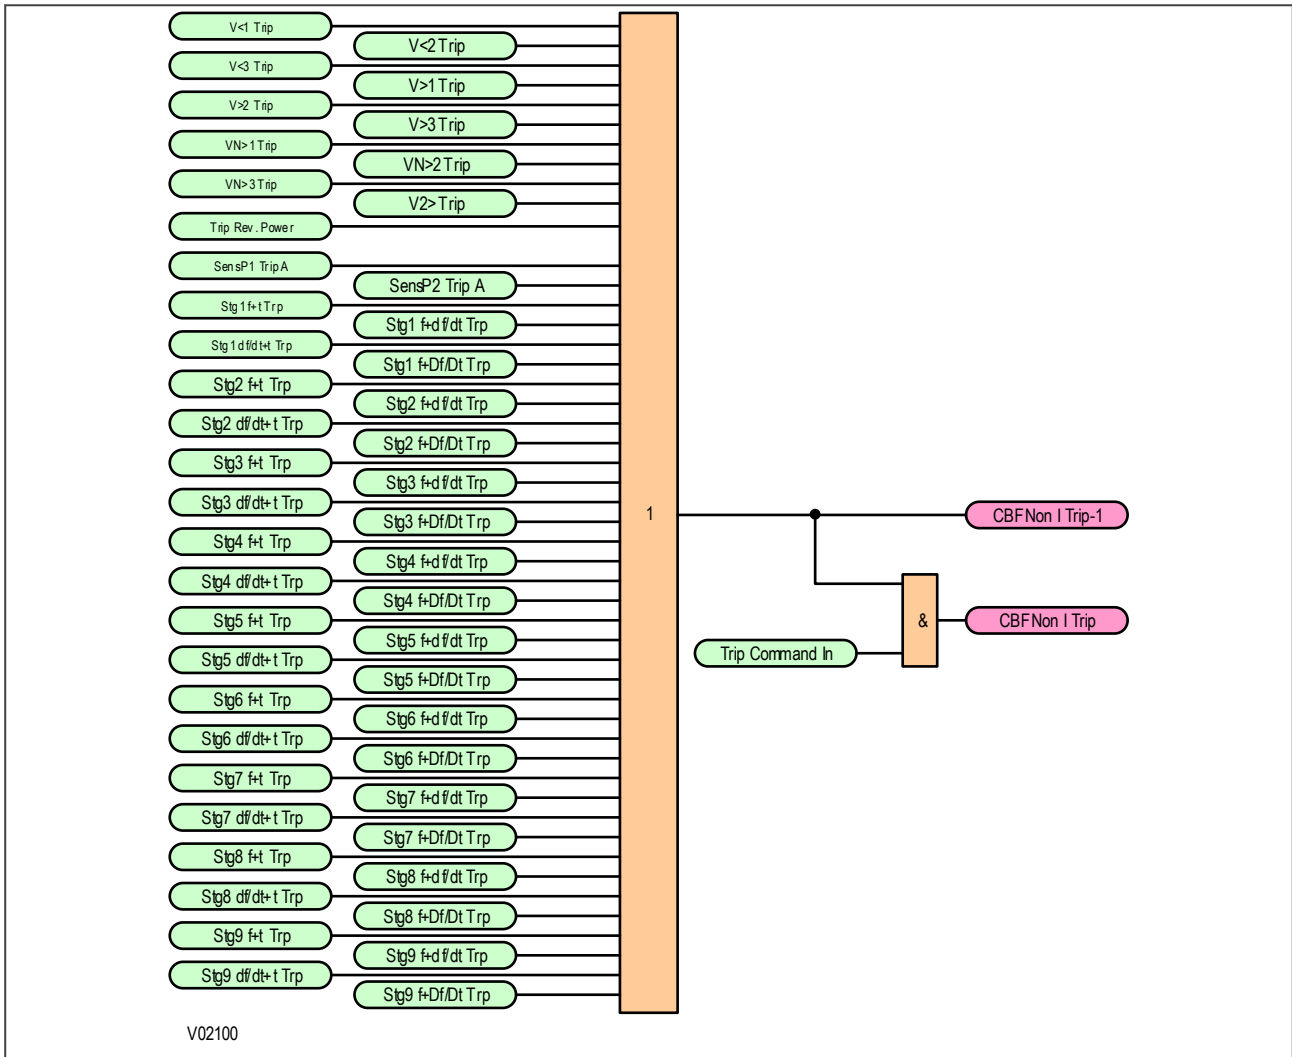 V<1 Trip
V<2 Trip
V<3 Trip
V>1 Trip
V>2 Trip
V>3 Trip
VN>1 Trip
VN>2 Trip
VN>3 Trip
V2> Trip
Trip Rev. Power
SensP1 Trip A
SensP2 Trip A
Stg1 f+t Trp
Stg1 f+df/dt Trp
Stg1 df/dt+t Trp
Stg1 f+Df/Dt Trp
Stg2 f+t Trp
Stg2 f+df/dt Trp
Stg2 df/dt+t Trp
Stg2 f+Df/Dt Trp
Stg3 f+t Trp
Stg3 f+df/dt Trp
Stg3 df/dt+t Trp
1
CBF Non I Trip-1
Stg3 f+Df/Dt Trp
Stg4 f+t Trp
Stg4 f+df/dt Trp
Stg4 df/dt+t Trp
Stg4 f+Df/Dt Trp
Stg5 f+t Trp
&
CBF Non I Trip
Stg5 f+df/dt Trp
Trip Command In
Stg5 df/dt+t Trp
Stg5 f+Df/Dt Trp
Stg6 f+t Trp
Stg6 f+df/dt Trp
Stg6 df/dt+t Trp
Stg6 f+Df/Dt Trp
Stg7 f+t Trp
Stg7 f+df/dt Trp
Stg7 df/dt+t Trp
Stg7 f+Df/Dt Trp
Stg8 f+t Trp
Stg8 f+df/dt Trp
Stg8 df/dt+t Trp
Stg8 f+Df/Dt Trp
Stg9 f+t Trp
Stg9 f+df/dt Trp
Stg9 df/dt+t Trp
Stg9 f+Df/Dt Trp
V02100